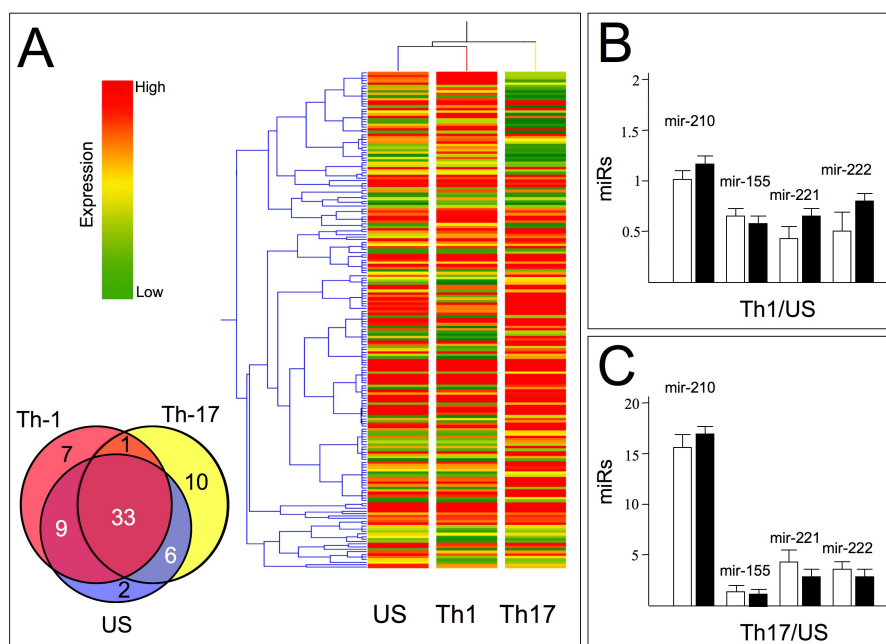 A
High
Expression
Low
Th-1
Th-17
7
1
10
9
33
6
2
US
US Th1 Th17
B
2
1.5
1
0.5
miRs
mir-210
mir-155
mir-221
mir-222
Th1/US
C
20
15
10
5
miRs
mir-210
mir-155
mir-221
mir-222
Th17/US